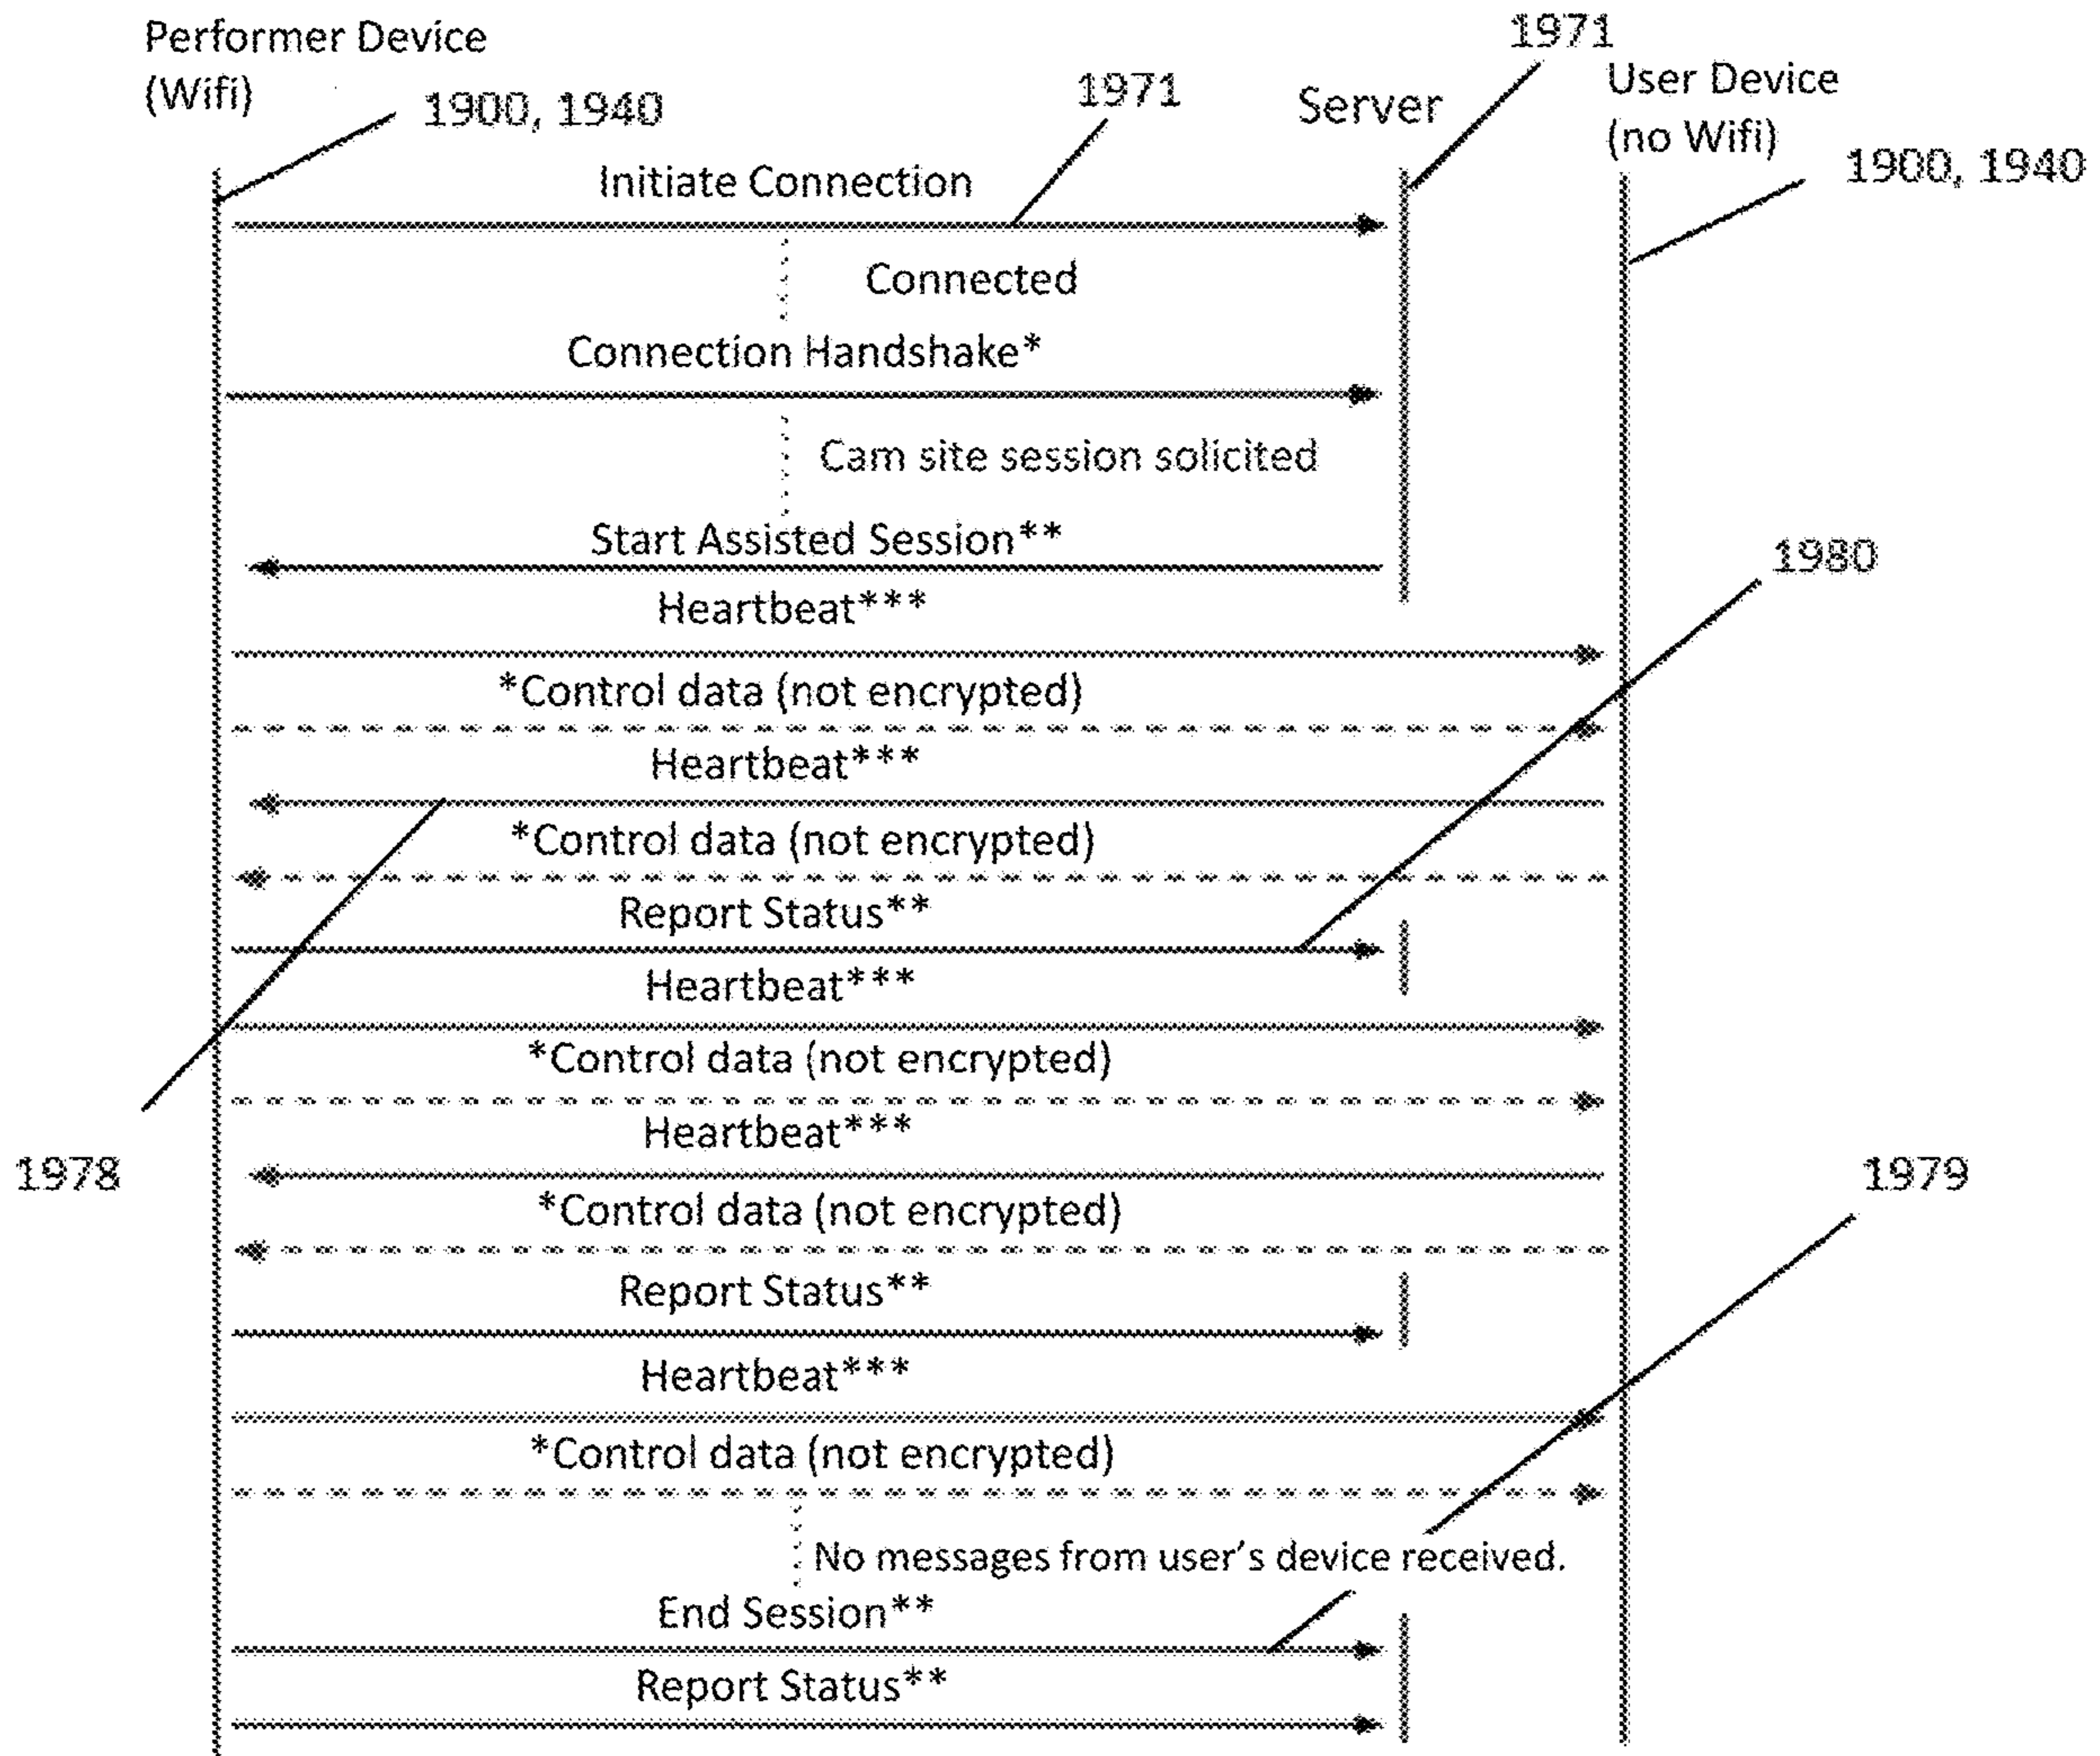 Performer Device
(Wifi)
1900, 1940
1971
Server
1971
User Device
(no Wifi)
1900, 1940
Initiate Connection
Connected
Connection Handshake*
Cam site session solicited
Start Assisted Session**
1980
Heartbeat***
*Control data (not encrypted)
Heartbeat***
*Control data (not encrypted)
Report Status**
Heartbeat***
*Control data (not encrypted)
Heartbeat***
1978
1979
*Control data (not encrypted)
Report Status**
Heartbeat***
*Control data (not encrypted)
No messages from user's device received.
End Session**
Report Status**